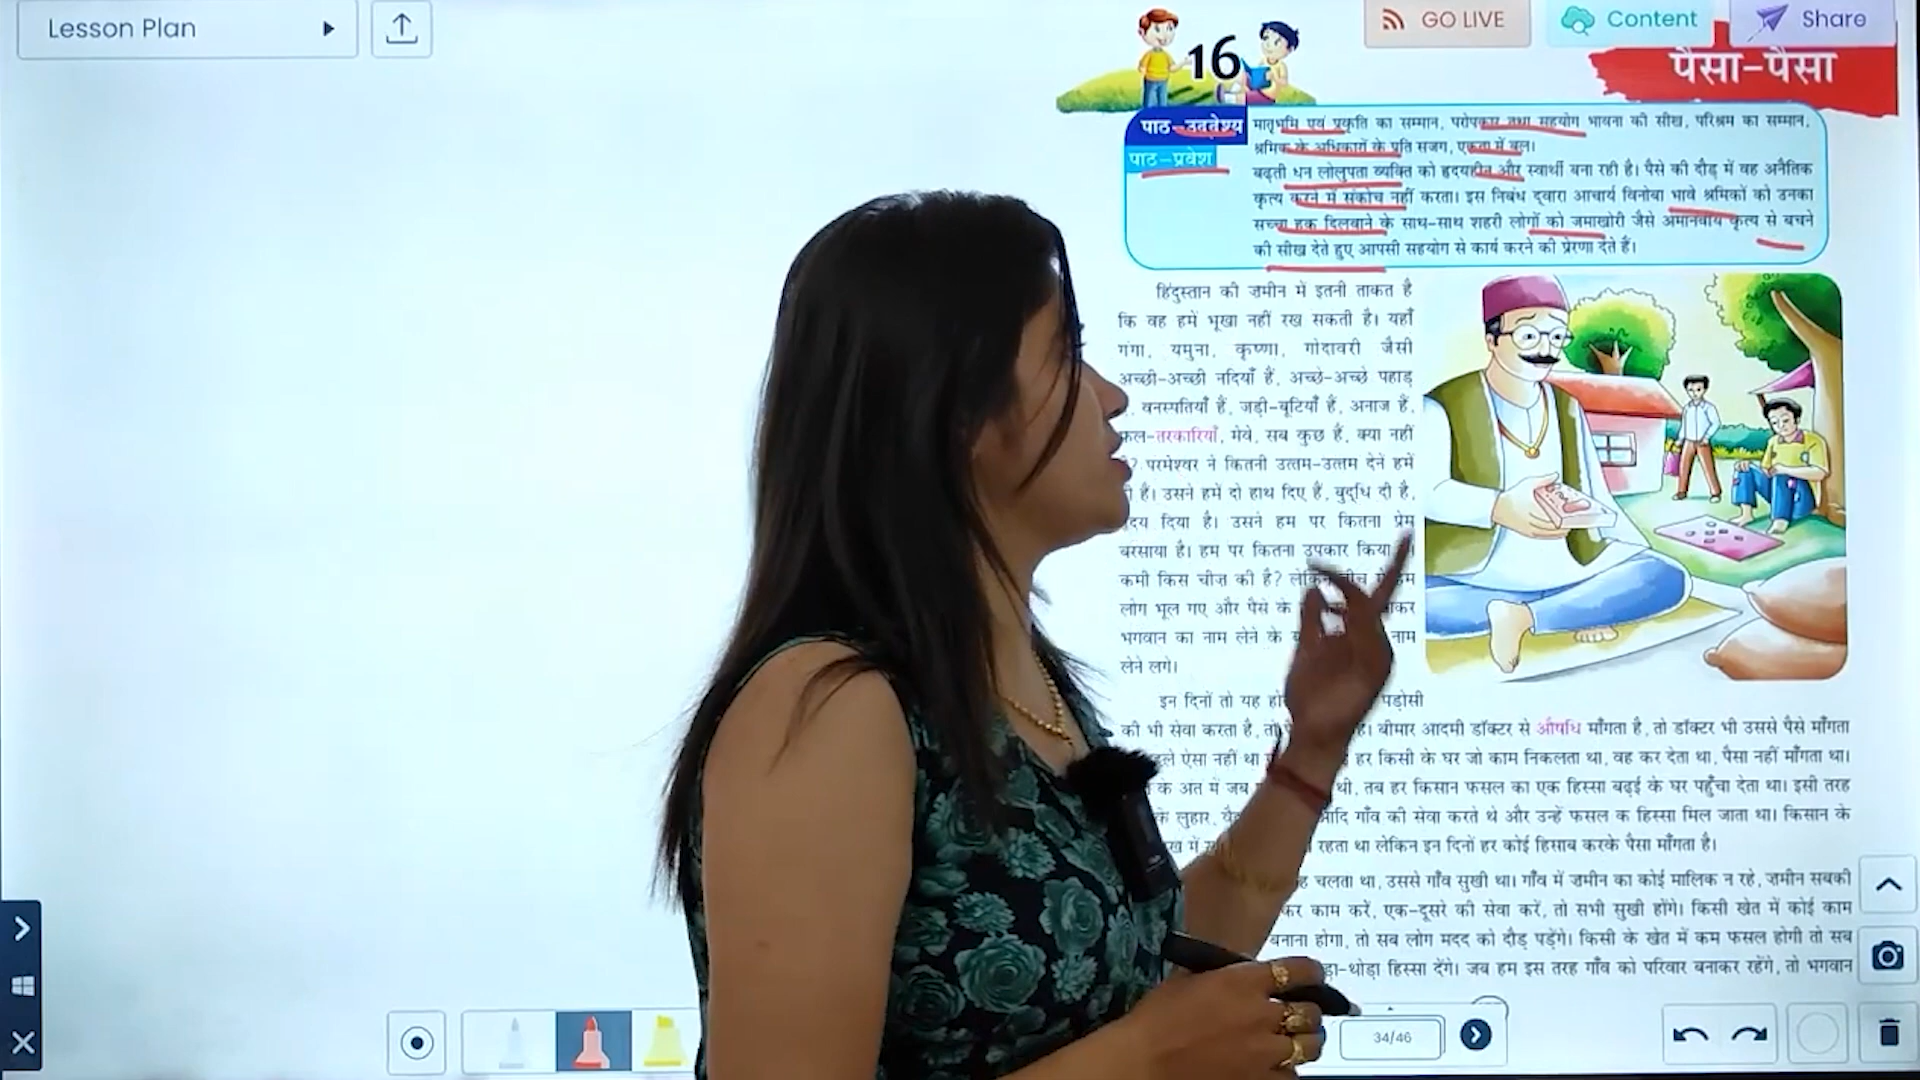 Lesson Plan
GO LIVE
Content
Share
16
पैसा-पैसा
पाठ-उद्देश्य
मातृभूमि एवं प्रकृति का सम्मान, परोपकार तथा सहयोग भावना की सीख, परिश्रम का सम्मान,
श्रमिक के अधिकारों के प्रति सजग, एकता में बल।
पाठ-प्रवेश
बढ़ती धन लोलुपता व्यक्ति को हृदयहीन और स्वार्थी बना रही है। पैसे की दौड़ में वह अनैतिक
कृत्य करने में संकोच नहीं करता। इस निबंध द्वारा आचार्य विनोबा भावे श्रमिकों को उनका
सच्चा हक दिलवाने के साथ-साथ शहरी लोगों को जमाखोरी जैसे अमानवीय कृत्य से बचने
की सीख देते हुए आपसी सहयोग से कार्य करने की प्रेरणा देते हैं।
हिंदुस्तान की ज़मीन में इतनी ताकत है
कि वह हमें भूखा नहीं रख सकती है। यहाँ
गंगा, यमुना, कृष्णा, गोदावरी जैसी
अच्छी-अच्छी नदियाँ हैं, अच्छे-अच्छे पहाड़
वनस्पतियाँ हैं, जड़ी-बूटियाँ हैं, अनाज हैं,
फल-तरकारियाँ, मेवे, सब कुछ हैं, क्या नहीं
परमेश्वर ने कितनी उत्तम-उत्तम देनें हमें
हैं। उसने हमें दो हाथ दिए हैं, बुद्धि दी है,
दिया है। उसने हम पर कितना प्रेम
बरसाया है। हम पर कितना उपकार किया
कमी किस चीज़ की है? लेकिन बीच में हम
लोग भूल गए और पैसे के
भगवान का नाम लेने के नाम
लेने लगे।
इन दिनों तो यह पड़ोसी
की भी सेवा करता है, तो है। बीमार आदमी डॉक्टर से औषधि माँगता है, तो डॉक्टर भी उससे पैसे माँगता
ऐसा नहीं था हर किसी के घर जो काम निकलता था, वह कर देता था, पैसा नहीं माँगता था।
के अंत में जब थी, तब हर किसान फसल का एक हिस्सा बढ़ई के घर पहुँचा देता था। इसी तरह
के लुहार, आदि गाँव की सेवा करते थे और उन्हें फसल क हिस्सा मिल जाता था। किसान के
में रहता था लेकिन इन दिनों हर कोई हिसाब करके पैसा माँगता है।
चलता था, उससे गाँव सुखी था। गाँव में ज़मीन का कोई मालिक न रहे, ज़मीन सबकी
काम करें, एक-दूसरे की सेवा करें, तो सभी सुखी होंगे। किसी खेत में कोई काम
बनाना होगा, तो सब लोग मदद को दौड़ पड़ेंगे। किसी के खेत में कम फसल होगी तो सब
हिस्सा देंगे। जब हम इस तरह गाँव को परिवार बनाकर रहेंगे, तो भगवान
34/46